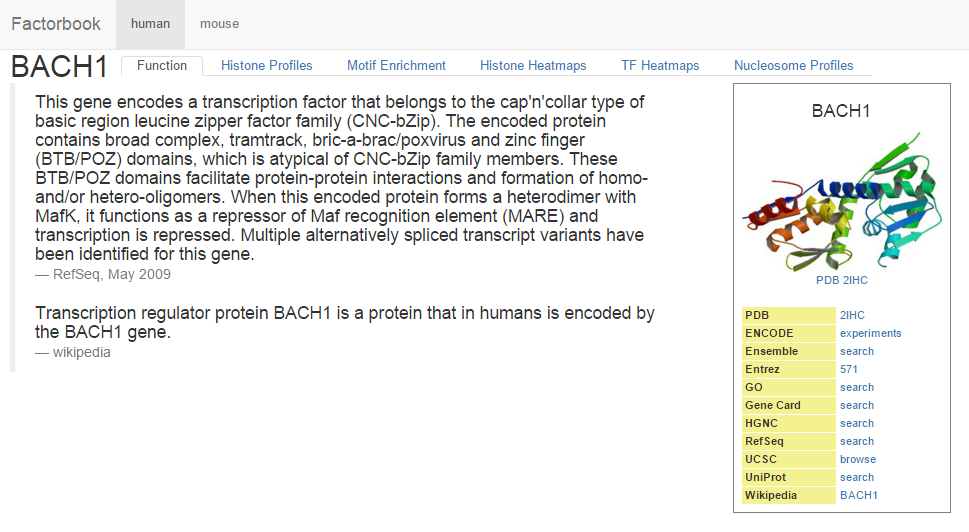 Factorbook human mouse
BACH1 Function Histone Profiles Motif Enrichment Histone Heatmaps TF Heatmaps Nucleosome Profiles
This gene encodes a transcription factor that belongs to the cap'n'collar type of
basic region leucine zipper factor family (CNC-bZip). The encoded protein
contains broad complex, tramtrack, bric-a-brac/poxvirus and zinc finger
(BTB/POZ) domains, which is atypical of CNC-bZip family members. These
BTB/POZ domains facilitate protein-protein interactions and formation of homo-
and/or hetero-oligomers. When this encoded protein forms a heterodimer with
MafK, it functions as a repressor of Maf recognition element (MARE) and
transcription is repressed. Multiple alternatively spliced transcript variants have
been identified for this gene.
— RefSeq, May 2009
Transcription regulator protein BACH1 is a protein that in humans is encoded by
the BACH1 gene.
— wikipedia
BACH1
PDB 2IHC
PDB 2IHC
ENCODE experiments
Ensemble search
Entrez 571
GO search
Gene Card search
HGNC search
RefSeq search
UCSC browse
UniProt search
Wikipedia BACH1